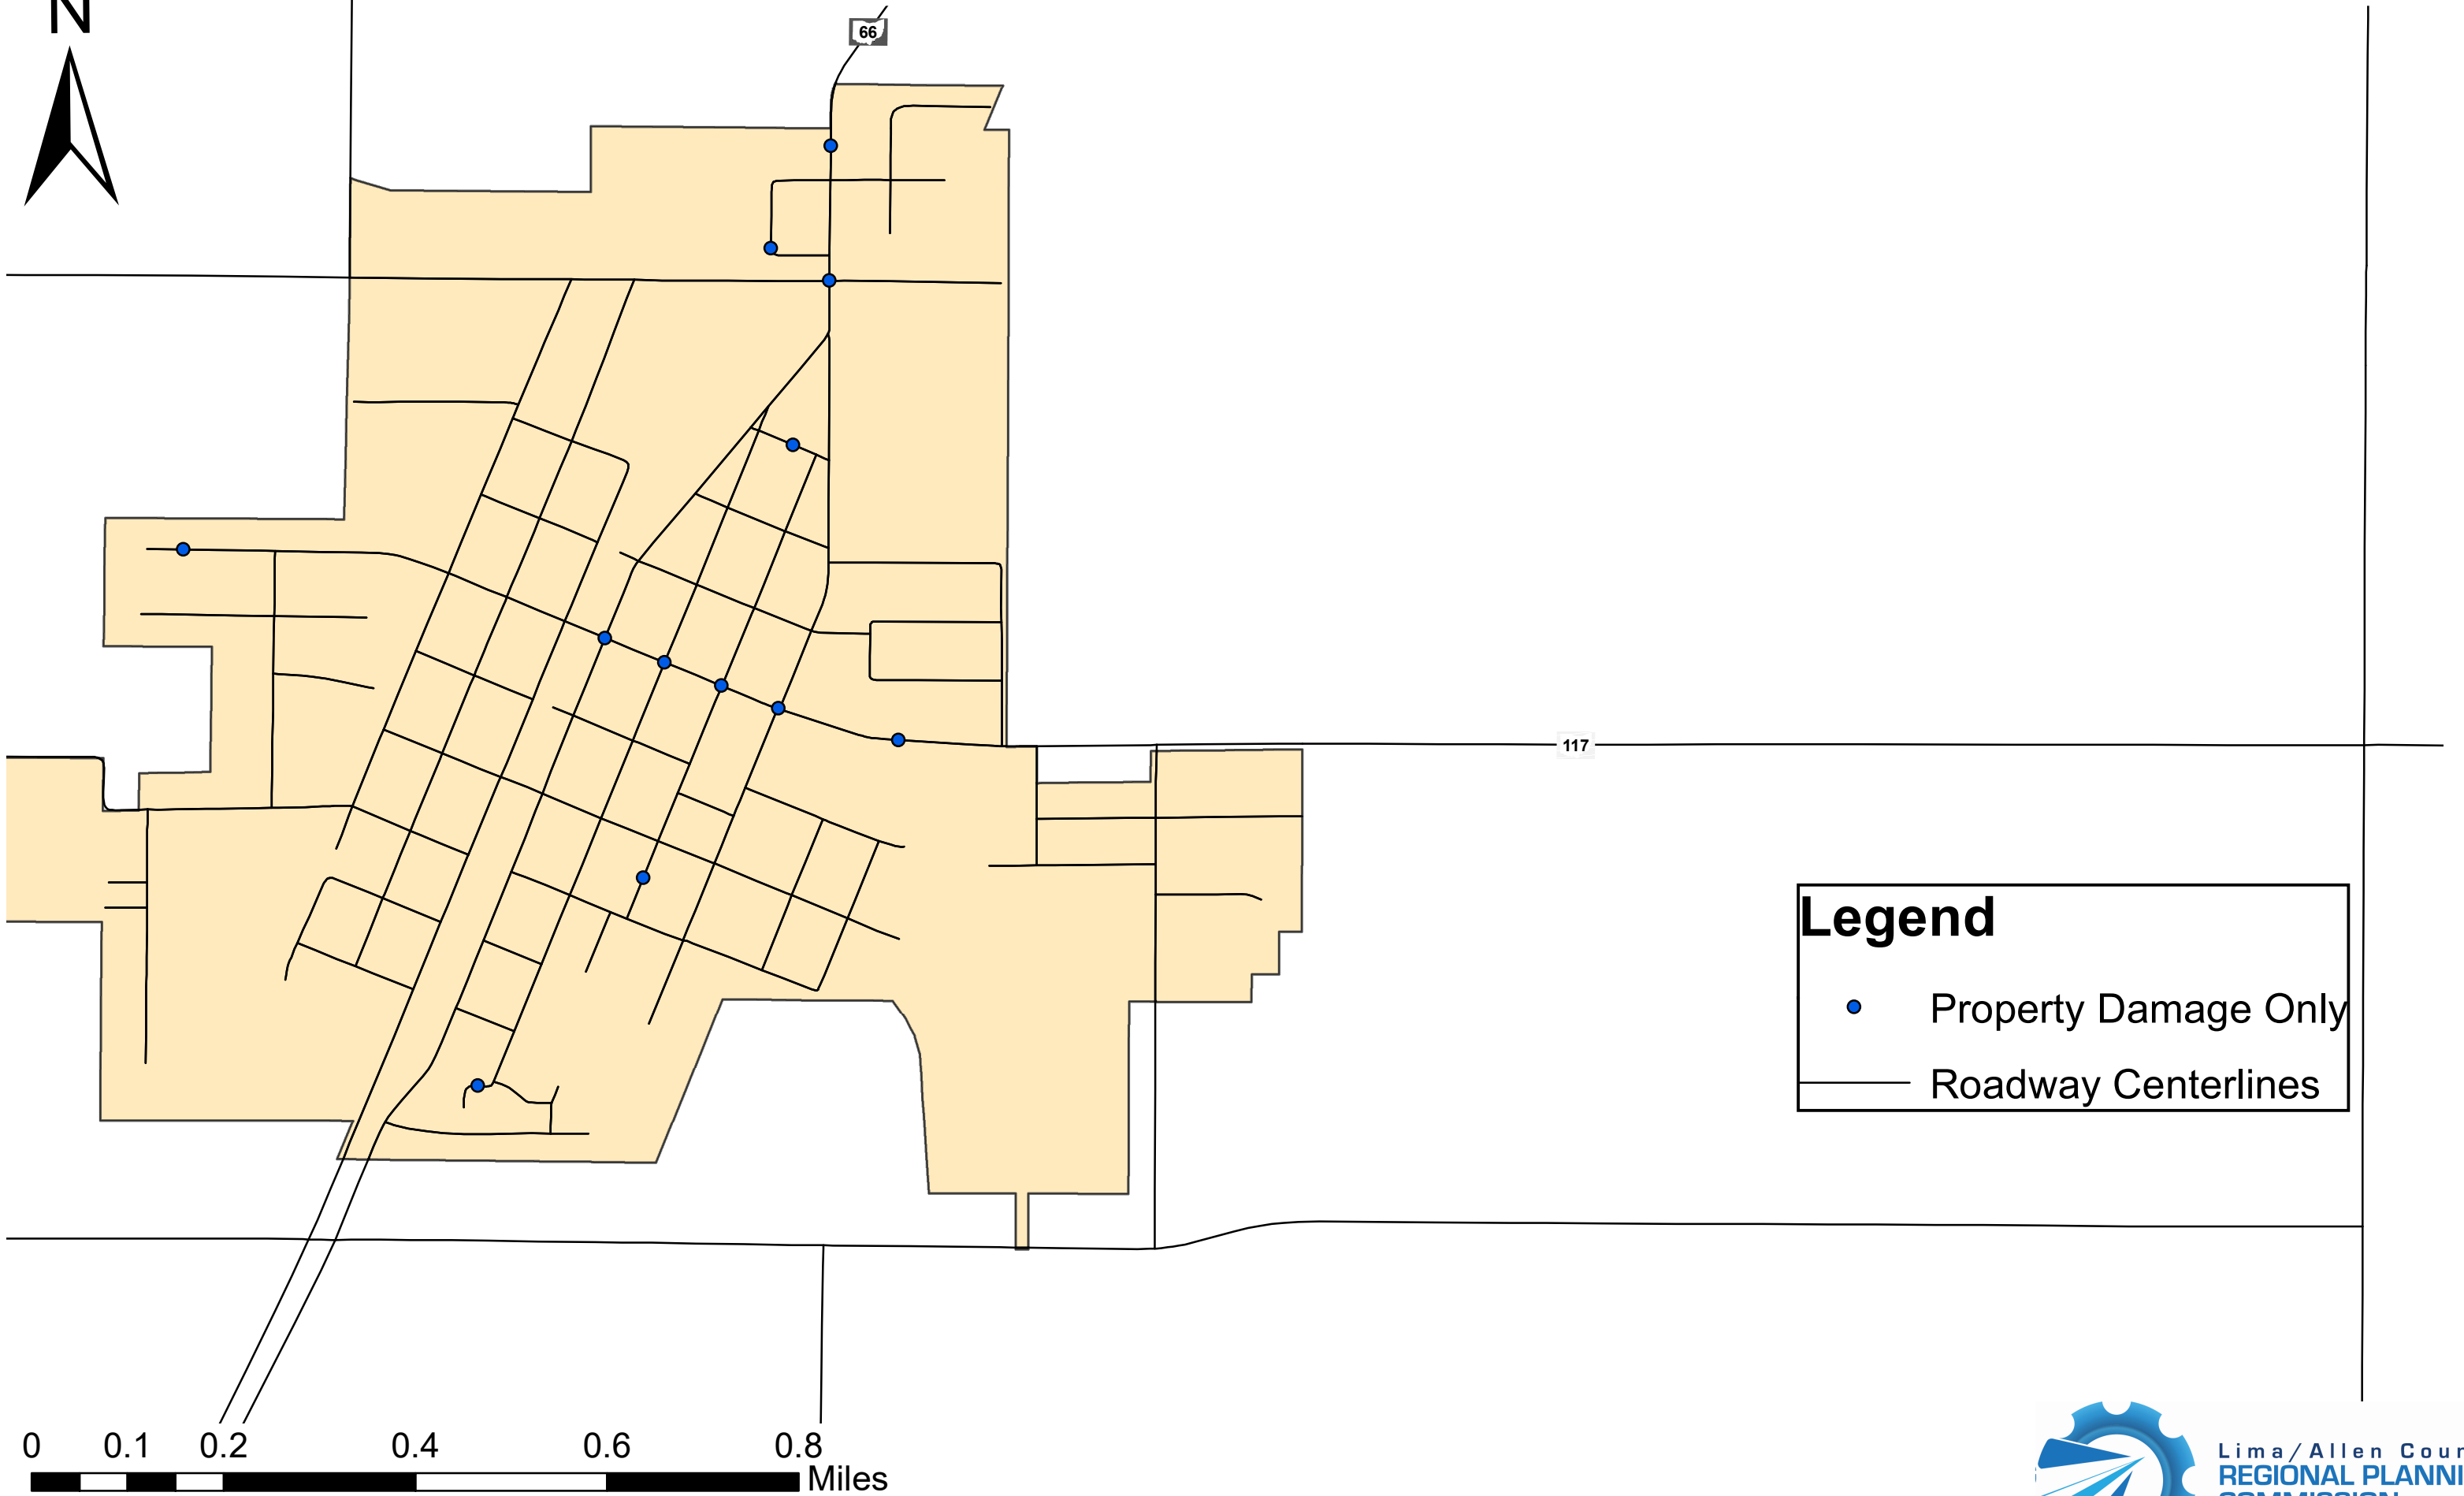 N
66
117
Legend
Property Damage Only
Roadway Centerlines
0 0.1 0.2 0.4 0.6 0.8
Miles
Lima/Allen Cour
REGIONAL PLANNI